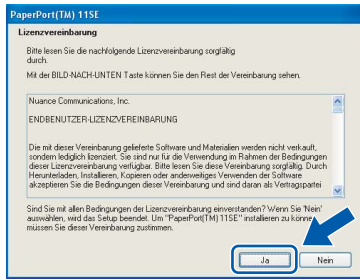 PaperPort(TM) 11SE
Lizenzvereinbarung
Bitte lesen Sie die nachfolgende Lizenzvereinbarung sorgfältig
durch.
Mit der BILD-NACH-UNTEN Taste können Sie den Rest der Vereinbarung sehen.
Nuance Communications, Inc.
ENDBENUTZER-LIZENZVEREINBARUNG
Die mit dieser Vereinbarung gelieferte Software und Materialien werden nicht verkauft,
sondern lediglich lizenziert. Sie sind nur für die Verwendung im Rahmen der Bedingungen
dieser Lizenzvereinbarung verfügbar. Bitte lesen Sie diese Vereinbarung sorgfältig. Durch
Herunterladen, Installieren, Kopieren oder anderweitiges Verwenden der Software
akzeptieren Sie die Bedingungen dieser Vereinbarung und sind daran als Vertragspartei
Sind Sie mit allen Bedingungen der Lizenzvereinbarung einverstanden? Wenn Sie 'Nein'
auswählen, wird das Setup beendet. Um "PaperPort(TM) 11SE" installieren zu können,
müssen Sie dieser Vereinbarung zustimmen.
Ja
Nein